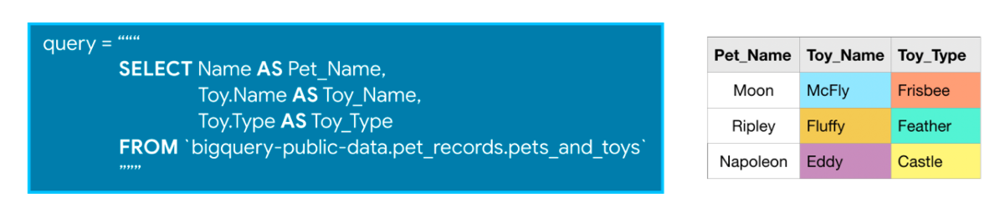 query = “““
SELECT Name AS Pet_Name,
Toy.Name AS Toy_Name,
Toy.Type AS Toy_Type
FROM `bigquery-public-data.pet_records.pets_and_toys`
”””
Pet_Name Toy_Name Toy_Type
Moon McFly Frisbee
Ripley Fluffy Feather
Napoleon Eddy Castle